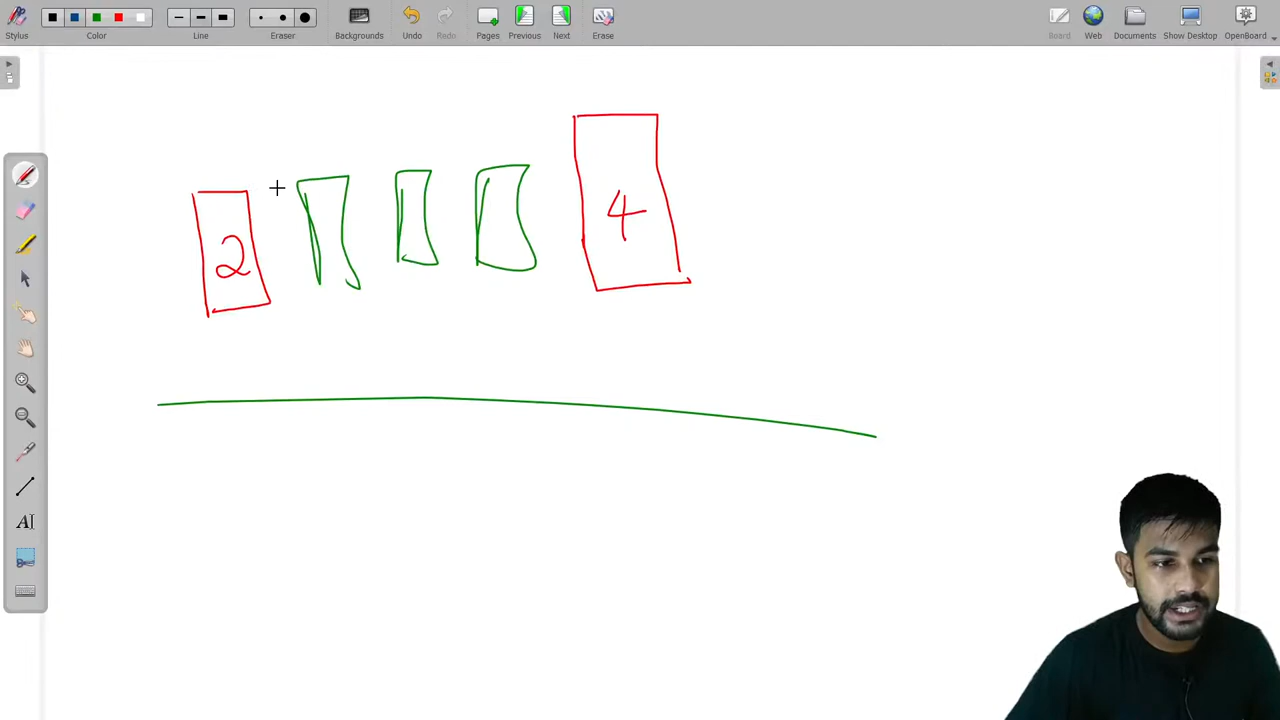 Stylus Color Line Eraser Backgrounds Undo Redo Pages Previous Next Erase Board Web Documents Show Desktop OpenBoard
2 4
A